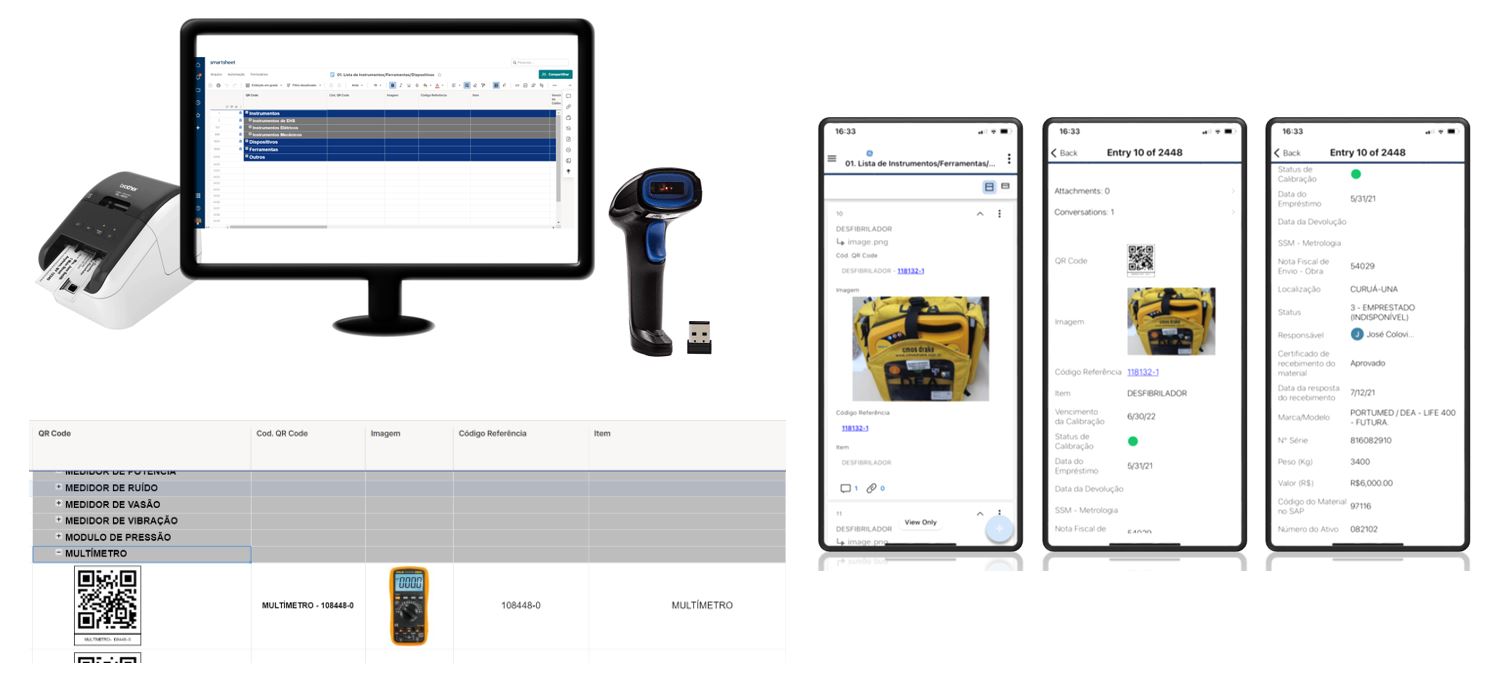 brother
smartsheet
Pesquisar...
Arquivo Automação Formulários
01. Lista de Instrumentos/Ferramentas/Dispositivos
Compartilhar
QR Code
Cod. QR Code
Imagem
Código Referência
Item
Instrumentos
Instrumentos de EHS
Instrumentos Elétricos
Instrumentos Mecânicos
Dispositivos
Ferramentas
Outros
QR Code
Cod. QR Code
Imagem
Código Referência
Item
MEDIDOR DE POTÊNCIA
MEDIDOR DE RUÍDO
MEDIDOR DE VASÃO
MEDIDOR DE VIBRAÇÃO
MODULO DE PRESSÃO
MULTÍMETRO
MULTÍMETRO - 108448-0
108448-0
MULTÍMETRO
16:33
01. Lista de Instrumentos/Ferramentas/...
10
DESFIBRILADOR
image.png
Cód. QR Code
DESFIBRILADOR - 118132-1
Imagem
cmos drake
Código Referência
118132-1
Item
DESFIBRILADOR
1 0
11
View Only
DESFIBRILADOR
image.png
16:33
Back Entry 10 of 2448
Attachments: 0
Conversations: 1
QR Code
Imagem
cmos drake
Código Referência 118132-1
Item DESFIBRILADOR
Vencimento
da Calibração 6/30/22
Status de
Calibração
Data do
Empréstimo 5/31/21
Data da Devolução
SSM - Metrologia
Nota Fiscal de 54029
16:33
Back Entry 10 of 2448
Status de
Calibração
Data do
Empréstimo 5/31/21
Data da Devolução
SSM - Metrologia
Nota Fiscal de
Envio - Obra 54029
Localização CURUÁ-UNA
Status 3 - EMPRESTADO
(INDISPONÍVEL)
Responsável J José Colovi...
Certificado de
recebimento do
material Aprovado
Data da resposta
do recebimento 7/12/21
Marca/Modelo PORTUMED / DEA - LIFE 400
- FUTURA.
N° Série 816082910
Peso (Kg) 3400
Valor (R$) R$6,000.00
Código do Material
no SAP 97116
Número do Ativo 082102